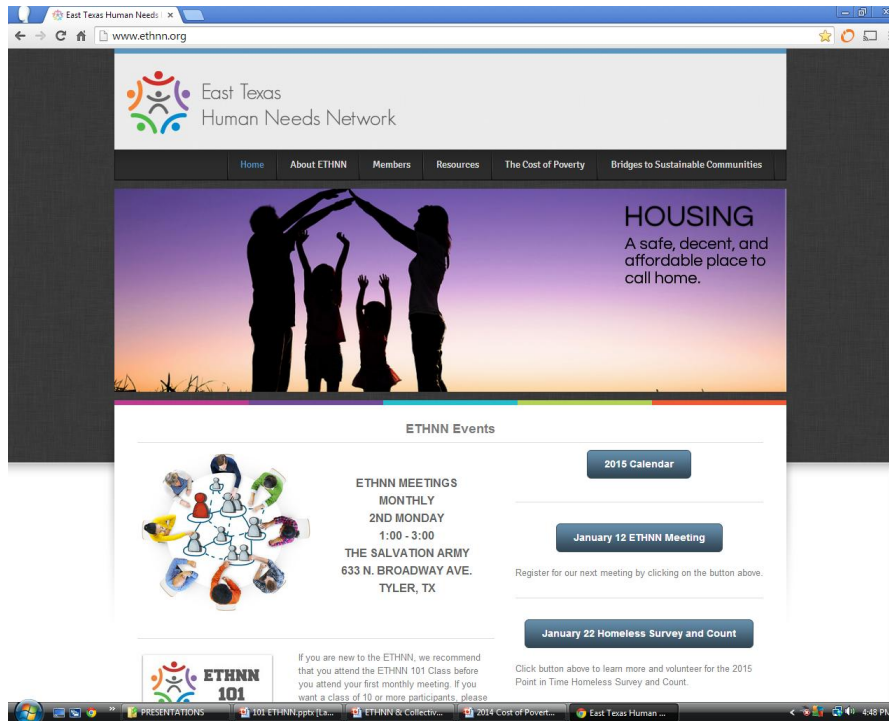 East Texas Human Needs
www.ethnn.org
East Texas
Human Needs Network
Home About ETHNN Members Resources The Cost of Poverty Bridges to Sustainable Communities
HOUSING
A safe, decent, and
affordable place to
call home.
ETHNN Events
ETHNN MEETINGS
MONTHLY
2ND MONDAY
1:00 - 3:00
THE SALVATION ARMY
633 N. BROADWAY AVE.
TYLER, TX
2015 Calendar
January 12 ETHNN Meeting
Register for our next meeting by clicking on the button above.
January 22 Homeless Survey and Count
Click button above to learn more and volunteer for the 2015
Point in Time Homeless Survey and Count.
ETHNN
101
If you are new to the ETHNN, we recommend
that you attend the ETHNN 101 Class before
you attend your first monthly meeting. If you
want a class of 10 or more participants, please
PRESENTATIONS 101 ETHNN.pptx [La... ETHNN & Collectiv... 2014 Cost of Povert... East Texas Human ... 4:48 PM